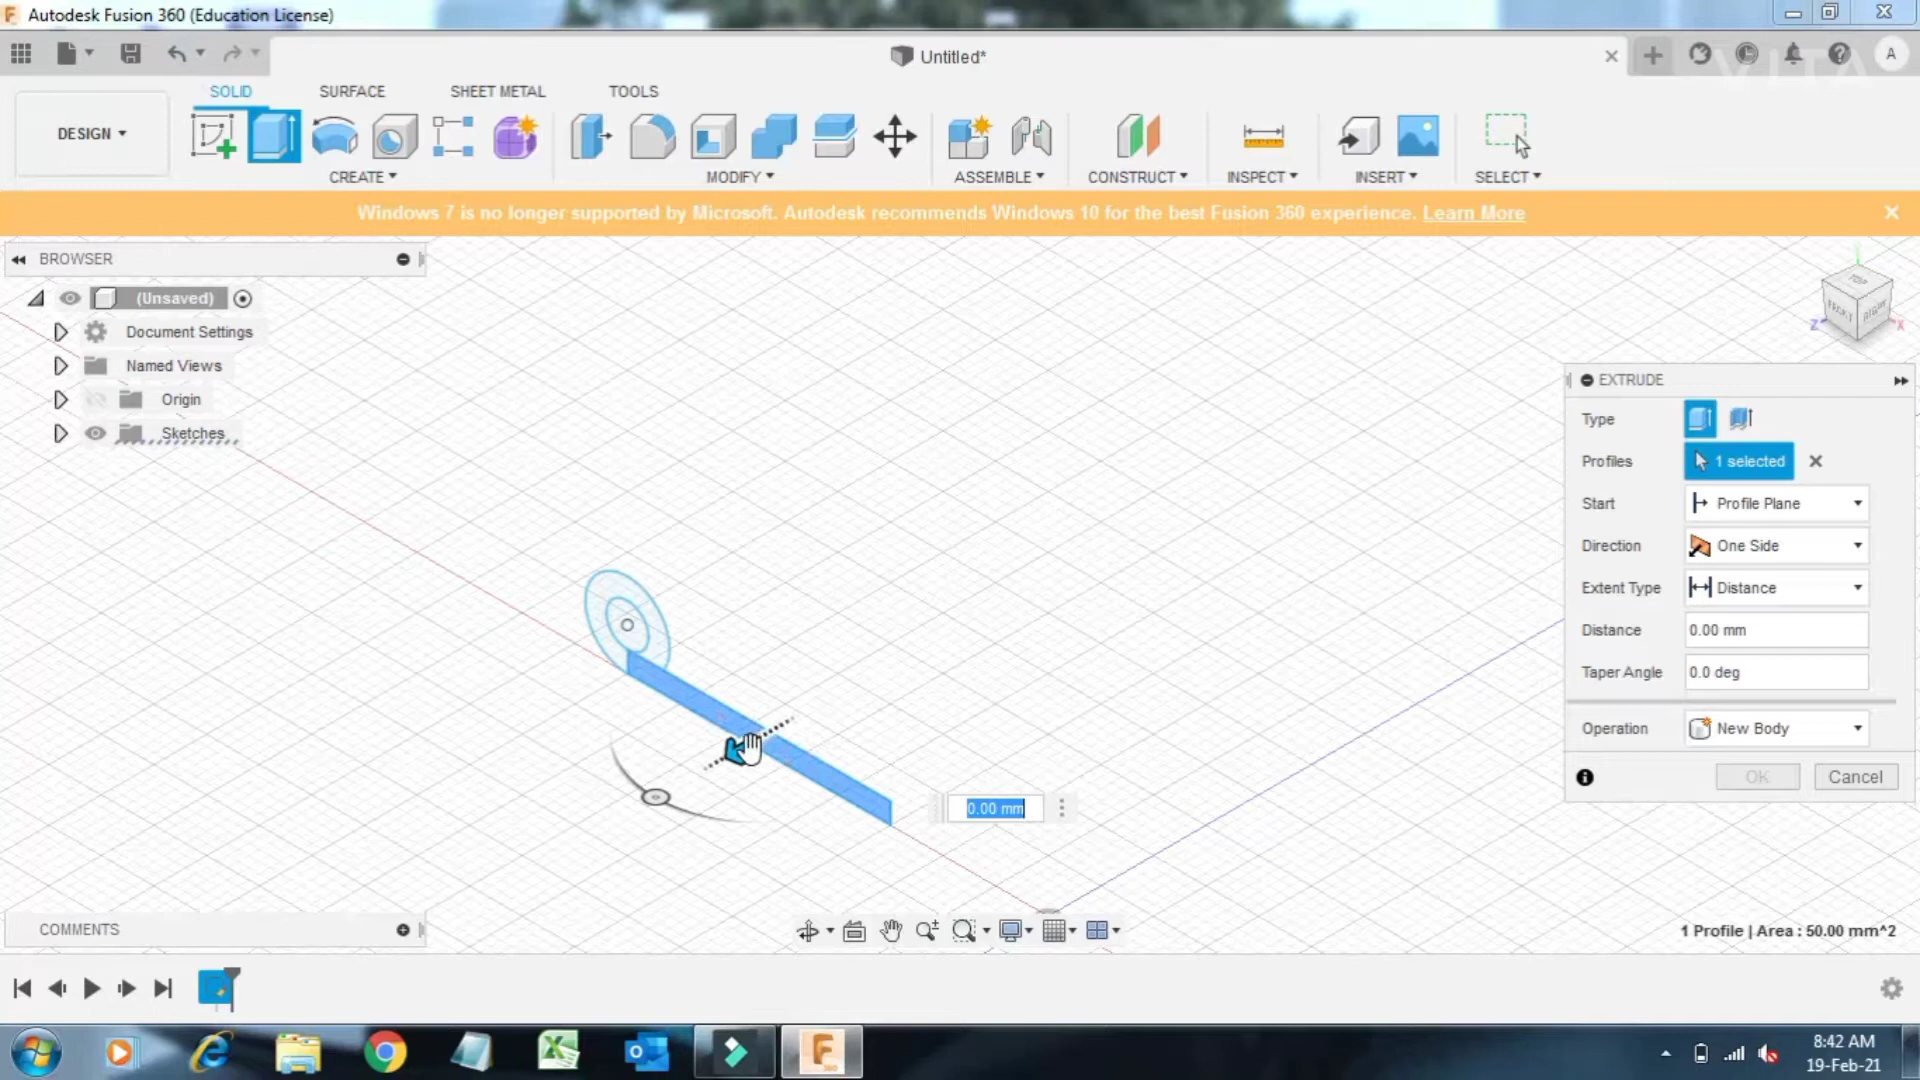 Autodesk Fusion 360 (Education License)
Untitled*
A
VITA
SOLID SURFACE SHEET METAL TOOLS
DESIGN
CREATE MODIFY ASSEMBLE CONSTRUCT INSPECT INSERT SELECT
Windows 7 is no longer supported by Microsoft. Autodesk recommends Windows 10 for the best Fusion 360 experience. Learn More
BROWSER
(Unsaved)
Document Settings
Named Views
Origin
Sketches
TOP
FRONT
RIGHT
Z
X
EXTRUDE
Type
Profiles 1 selected
Start Profile Plane
Direction One Side
Extent Type Distance
Distance 0.00 mm
Taper Angle 0.0 deg
Operation New Body
OK Cancel
0.00 mm
COMMENTS
1 Profile | Area : 50.00 mm^2
8:42 AM
19-Feb-21